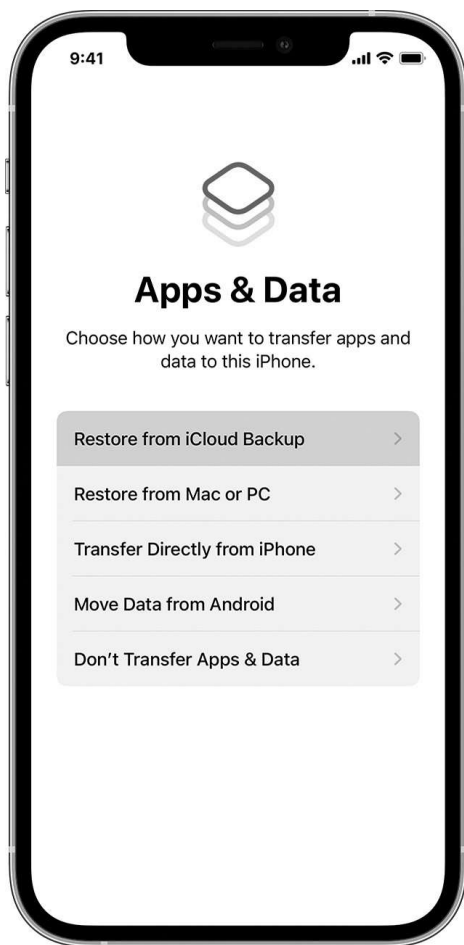 9:41
Apps & Data
Choose how you want to transfer apps and
data to this iPhone.
Restore from iCloud Backup
Restore from Mac or PC
Transfer Directly from iPhone
Move Data from Android
Don’t Transfer Apps & Data